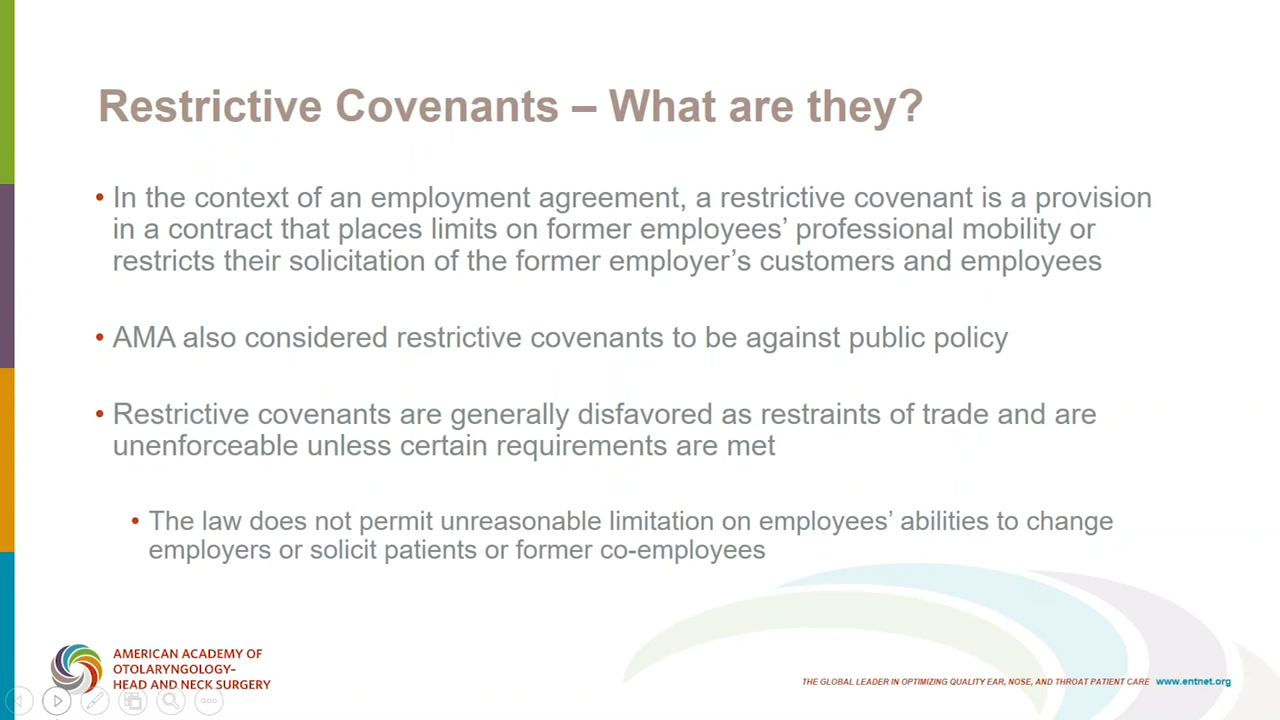 Restrictive Covenants – What are they?
• In the context of an employment agreement, a restrictive covenant is a provision
in a contract that places limits on former employees’ professional mobility or
restricts their solicitation of the former employer’s customers and employees
• AMA also considered restrictive covenants to be against public policy
• Restrictive covenants are generally disfavored as restraints of trade and are
unenforceable unless certain requirements are met
• The law does not permit unreasonable limitation on employees’ abilities to change
employers or solicit patients or former co-employees
AMERICAN ACADEMY OF
OTOLARYNGOLOGY–
HEAD AND NECK SURGERY
THE GLOBAL LEADER IN OPTIMIZING QUALITY EAR, NOSE, AND THROAT PATIENT CARE www.entnet.org